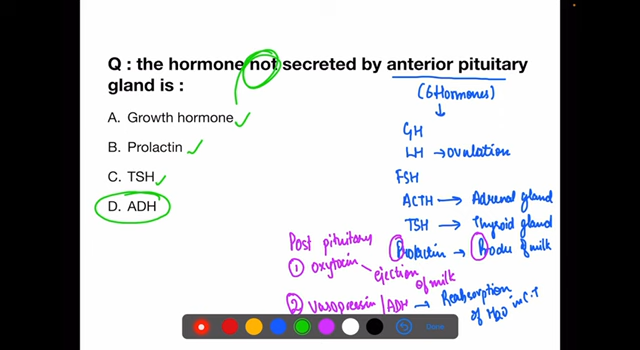 Q : the hormone not secreted by anterior pituitary
gland is :
A. Growth hormone
B. Prolactin
C. TSH
D. ADH
(6 Hormones)
GH
LH → ovulation
FSH
ACTH → Adrenal gland
TSH → Thyroid gland
Prolactin → Produc of milk
Post pituitary
① oxytocin
ejection
of milk
② vasopressin / ADH → Reabsorption
of H2O in C.T
Done